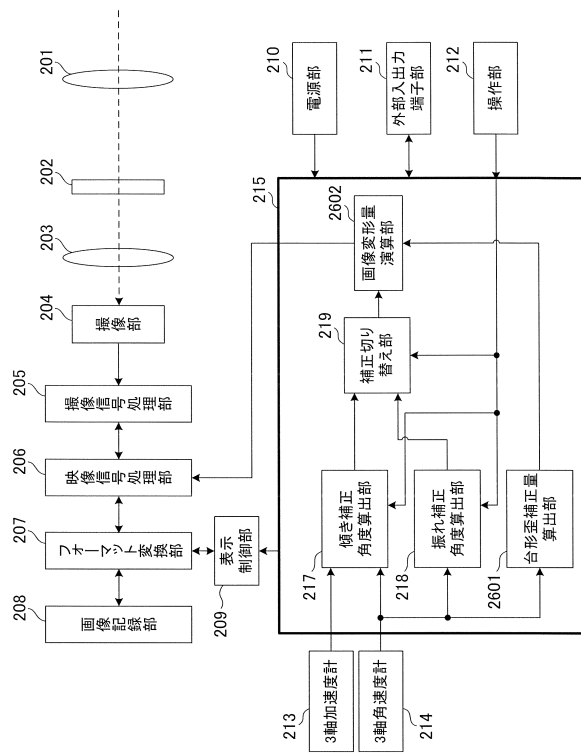 201
202
203
204
撮像部
205
撮像信号処理部
206
映像信号処理部
207
フォーマット変換部
208
画像記録部
209
表示
制御部
210
電源部
211
外部入出力
端子部
212
操作部
215
2602
画像変形量
演算部
219
補正切り
替え部
217
傾き補正
角度算出部
218
振れ補正
角度算出部
2601
台形歪補正量
算出部
213
3軸加速度計
214
3軸角速度計